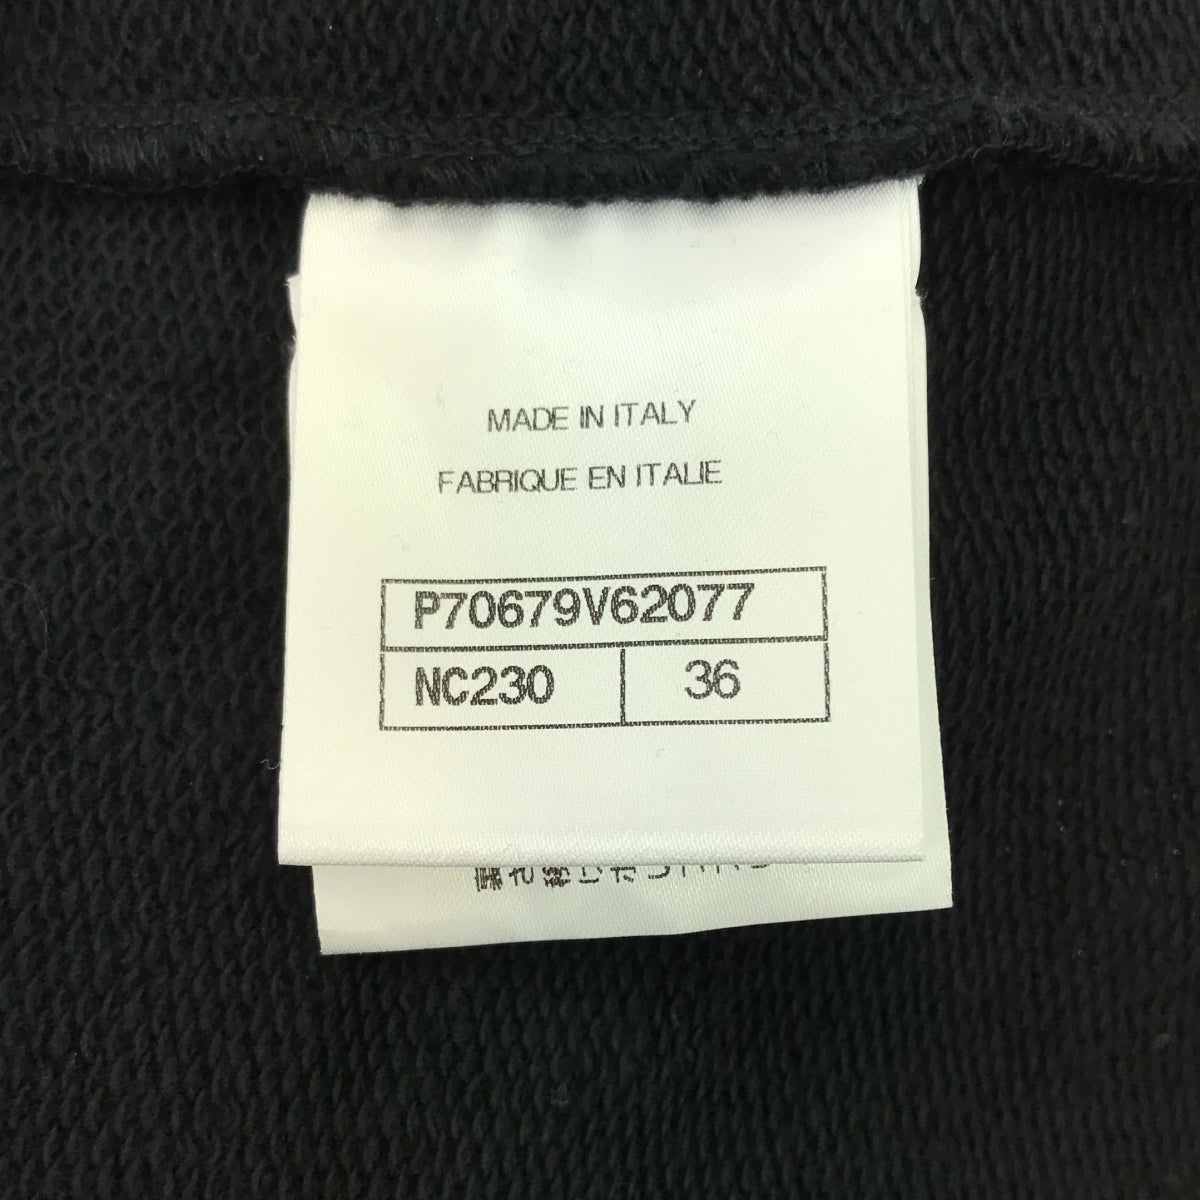 MADE IN ITALY
FABRIQUE EN ITALIE
P70679V62077
NC230 36